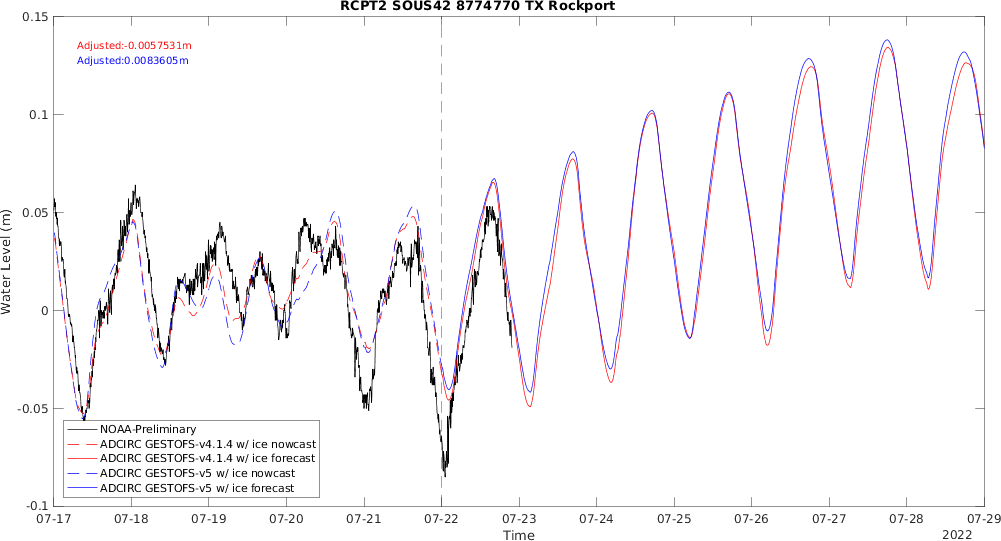 RCPT2 SOUS42 8774770 TX Rockport
0.15
Adjusted:-0.0057531m
Adjusted:0.0083605m
0.1
0.05
Water Level (m)
0
-0.05
NOAA-Preliminary
ADCIRC GESTOFS-v4.1.4 w/ ice nowcast
ADCIRC GESTOFS-v4.1.4 w/ ice forecast
ADCIRC GESTOFS-v5 w/ ice nowcast
ADCIRC GESTOFS-v5 w/ ice forecast
-0.1
07-17 07-18 07-19 07-20 07-21 07-22 07-23 07-24 07-25 07-26 07-27 07-28 07-29
Time
2022